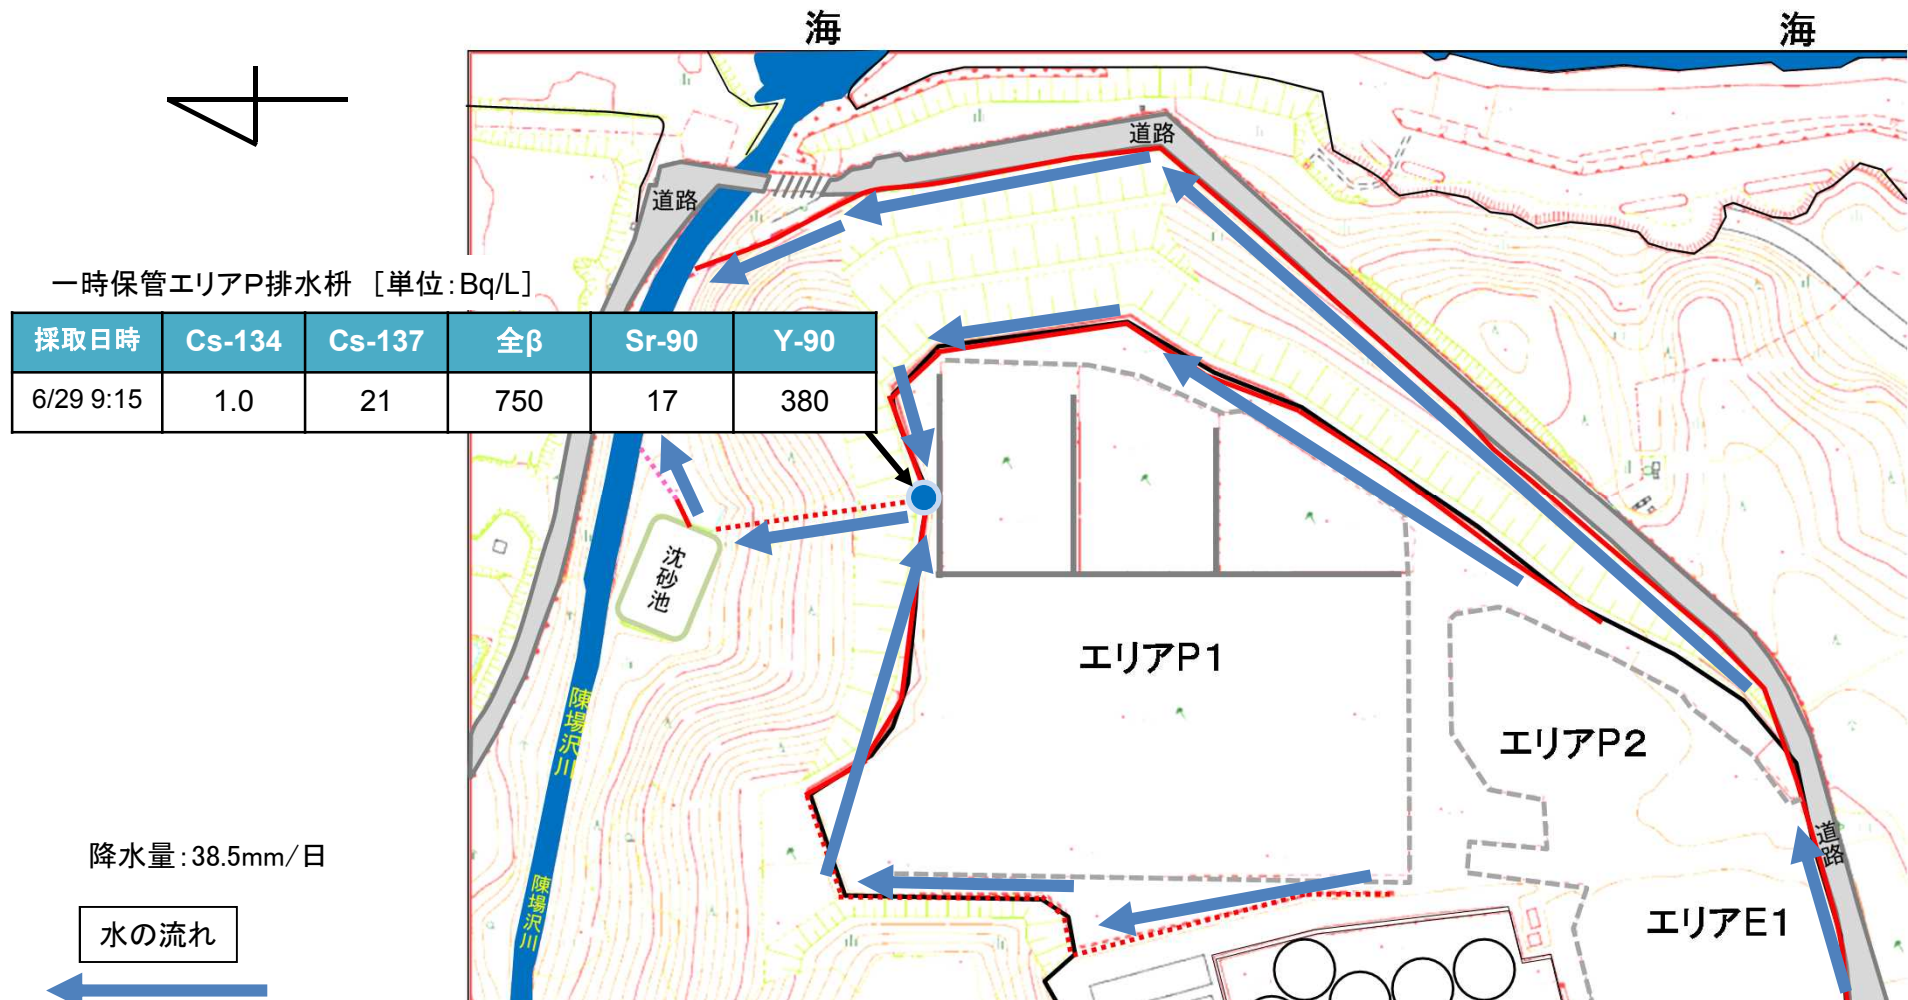 海
海
道路
道路
一時保管エリアP排水枡 [単位:Bq/L]
採取日時 Cs-134 Cs-137 全β Sr-90 Y-90
6/29 9:15 1.0 21 750 17 380
沈砂池
エリアP1
陳場沢川
エリアP2
道路
降水量:38.5mm/日
陳場沢川
エリアE1
水の流れ